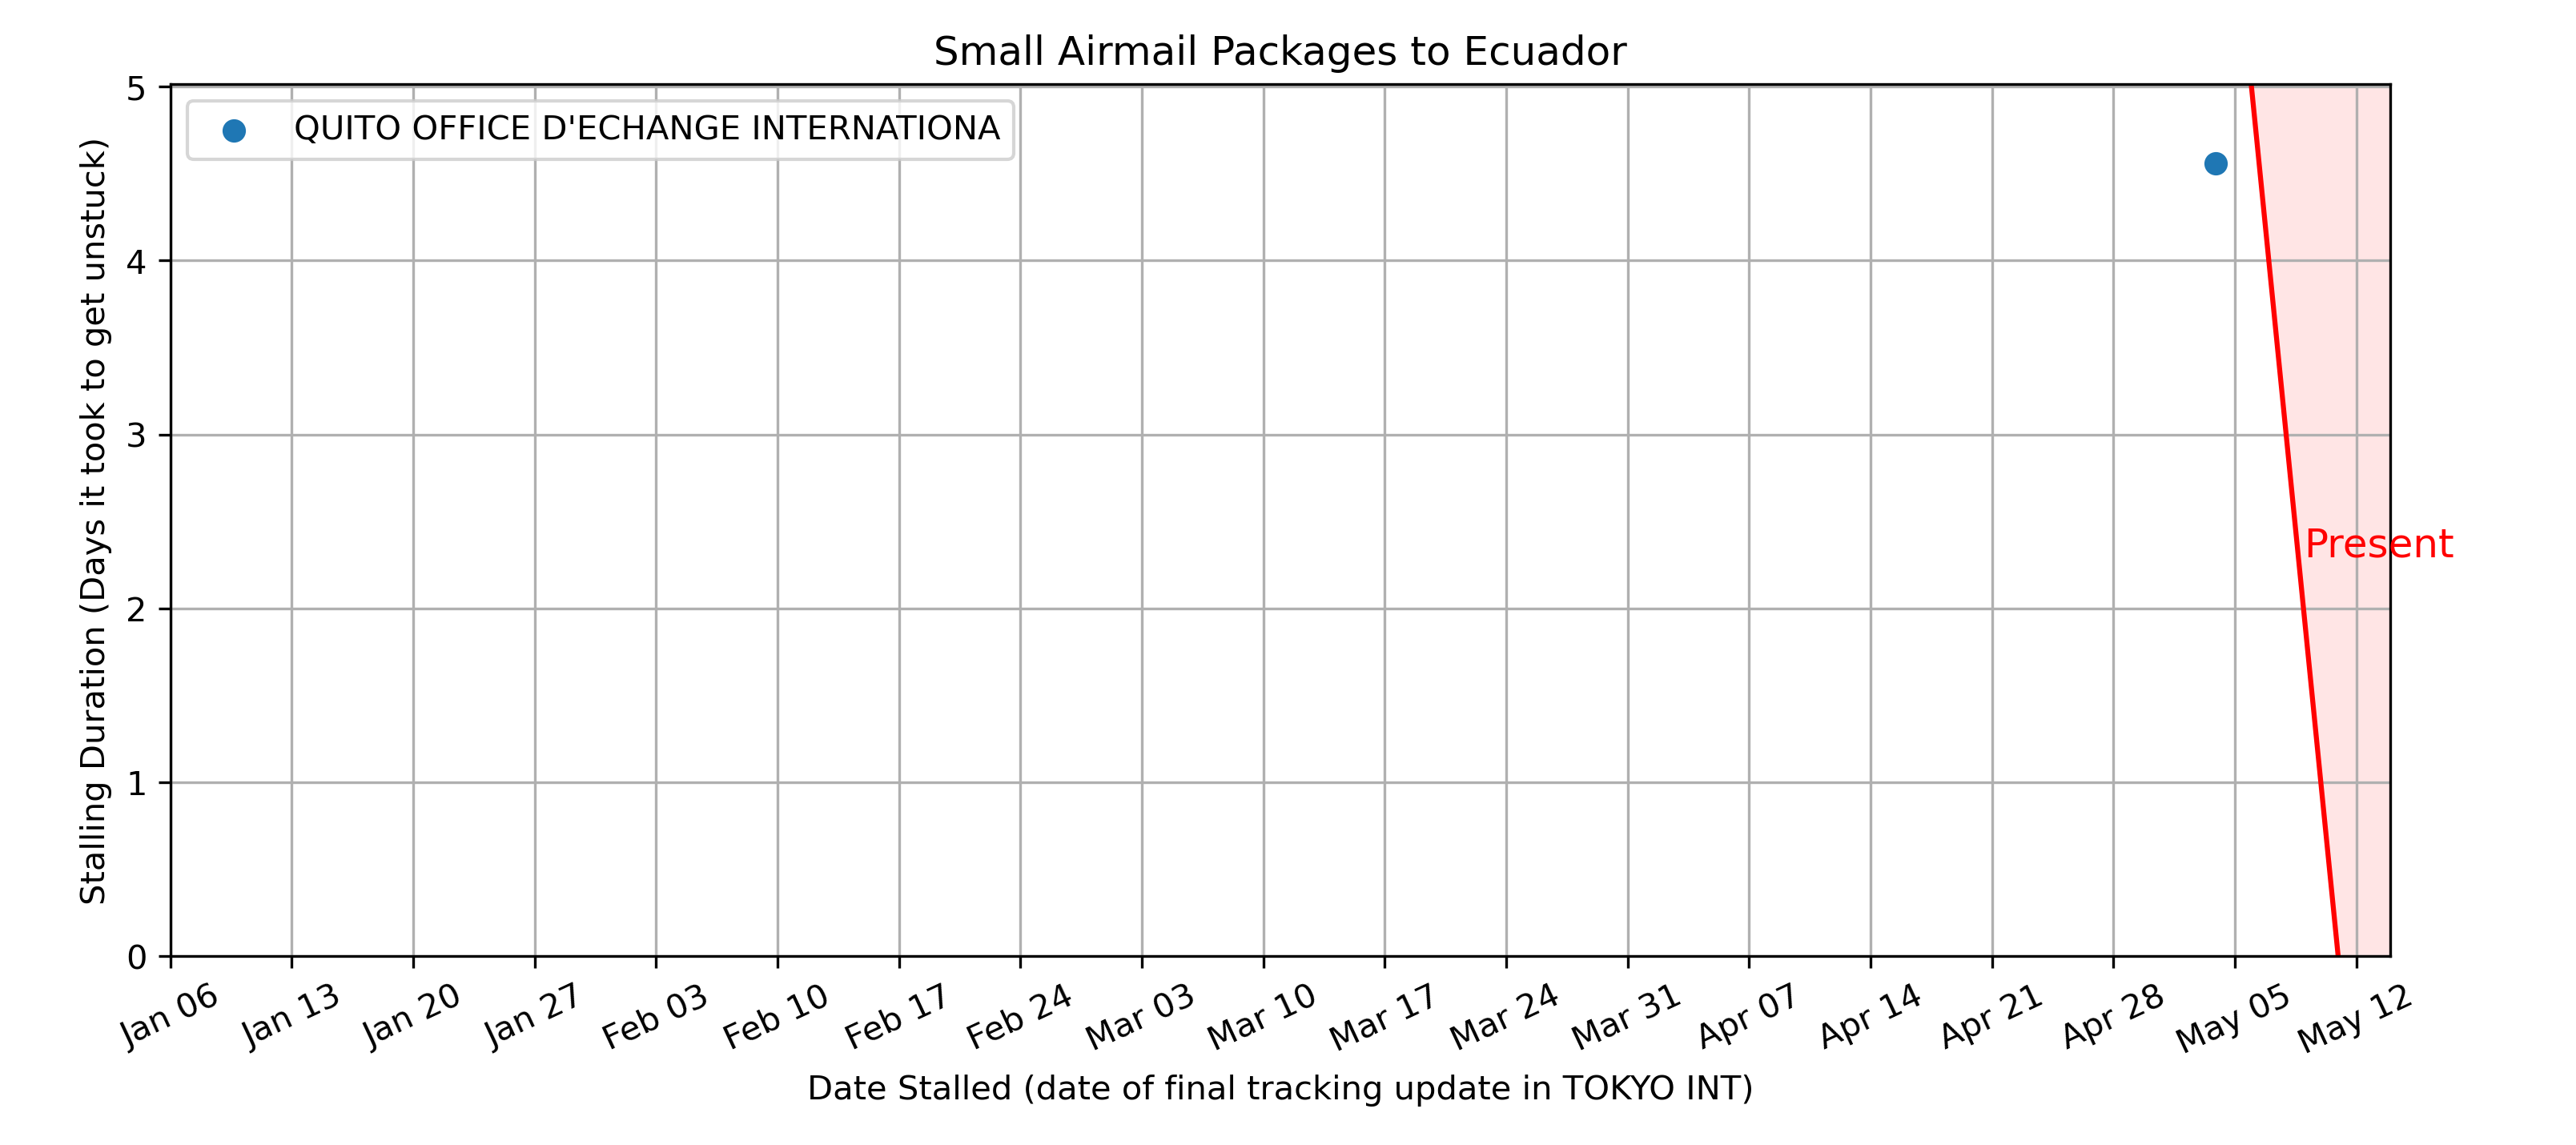 Small Airmail Packages to Ecuador
QUITO OFFICE D'ECHANGE INTERNATIONA
Stalling Duration (Days it took to get unstuck)
5
4
3
2
1
0
Present
Jan 06 Jan 13 Jan 20 Jan 27 Feb 03 Feb 10 Feb 17 Feb 24 Mar 03 Mar 10 Mar 17 Mar 24 Mar 31 Apr 07 Apr 14 Apr 21 Apr 28 May 05 May 12
Date Stalled (date of final tracking update in TOKYO INT)